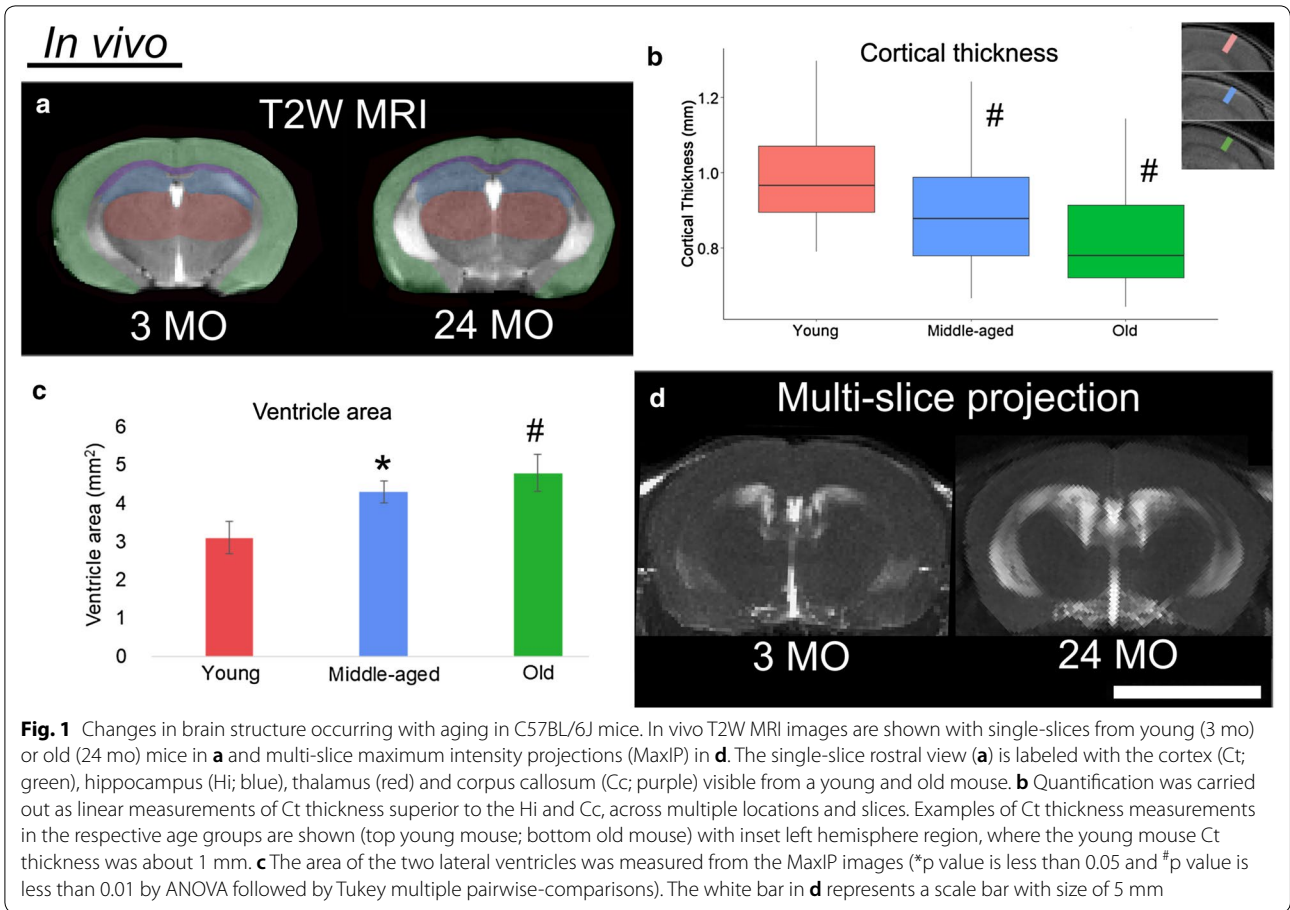 In vivo
a
T2W MRI
3 MO
24 MO
b
Cortical thickness
Cortical Thickness (mm)
1.2
1.0
0.8
#
#
Young
Middle-aged
Old
c
Ventricle area
Ventricle area (mm²)
6
5
4
3
2
1
0
*
#
Young
Middle-aged
Old
d
Multi-slice projection
3 MO
24 MO
Fig. 1 Changes in brain structure occurring with aging in C57BL/6J mice. In vivo T2W MRI images are shown with single-slices from young (3 mo)
or old (24 mo) mice in a and multi-slice maximum intensity projections (MaxIP) in d. The single-slice rostral view (a) is labeled with the cortex (Ct;
green), hippocampus (Hi; blue), thalamus (red) and corpus callosum (Cc; purple) visible from a young and old mouse. b Quantification was carried
out as linear measurements of Ct thickness superior to the Hi and Cc, across multiple locations and slices. Examples of Ct thickness measurements
in the respective age groups are shown (top young mouse; bottom old mouse) with inset left hemisphere region, where the young mouse Ct
thickness was about 1 mm. c The area of the two lateral ventricles was measured from the MaxIP images (*p value is less than 0.05 and #p value is
less than 0.01 by ANOVA followed by Tukey multiple pairwise-comparisons). The white bar in d represents a scale bar with size of 5 mm